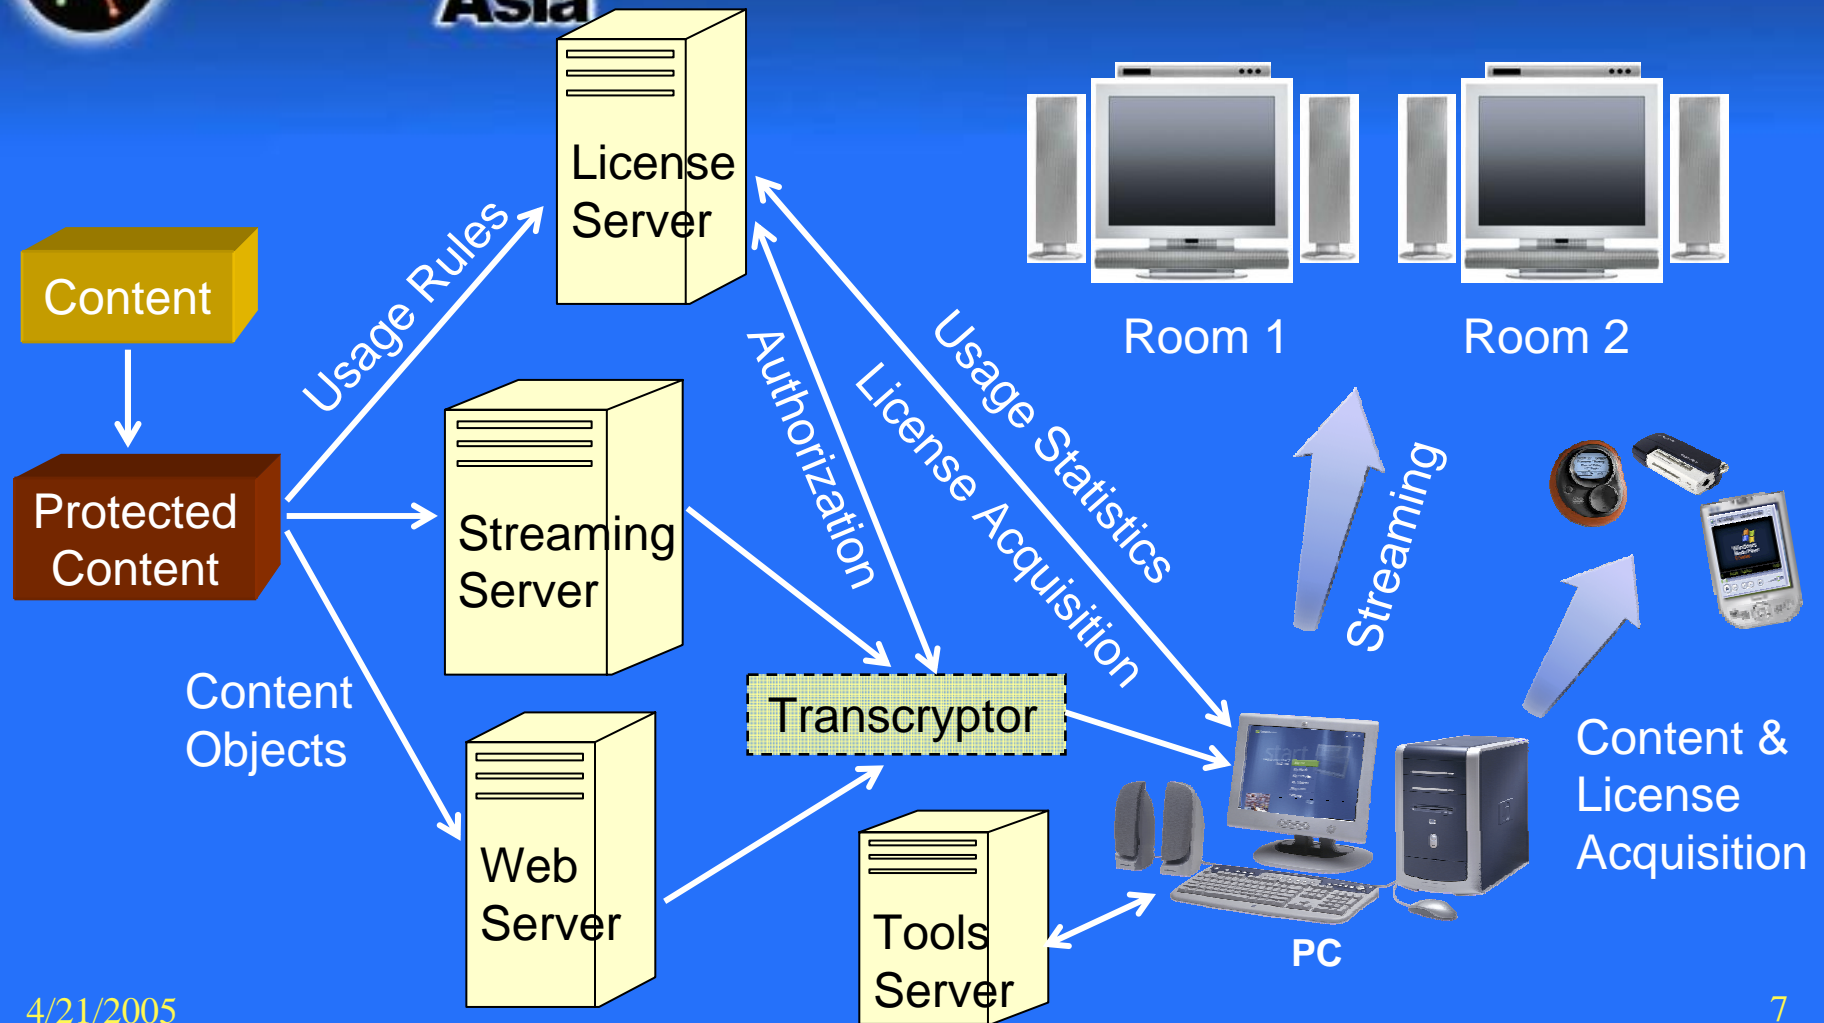 Asia
License
Server
Content
Usage Rules
Room 1
Room 2
Authorization
License Acquisition
Usage Statistics
Streaming
Protected
Content
Streaming
Server
Content
Objects
Transcryptor
start
Content &
License
Acquisition
Web
Server
Tools
Server
PC
4/21/2005
7